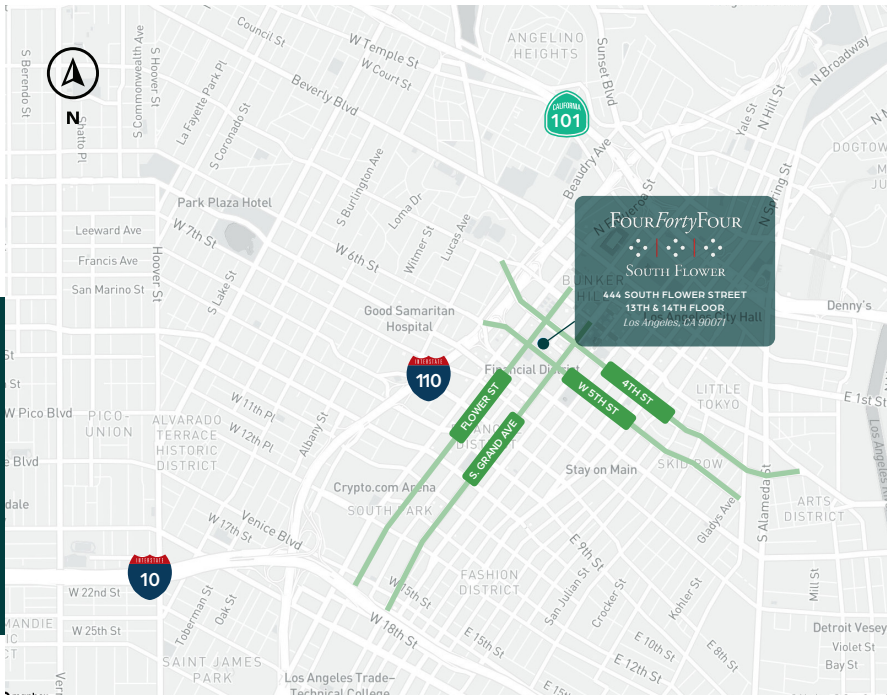 Council St
W Temple St
W Court St
ANGELINO
HEIGHTS
Sunset Blvd
N Broadway
S Berendo St
S Commonwealth Ave
S Hoover St
La Fayette Park Pl
S Coronado St
Beverly Blvd
CALIFORNIA
101
Yale St
N Hill St
N
Shatto Pl
Beaudry Ave
S Burlington Ave
Loma Dr
Witmer St
Lucas Ave
N Spring St
Park Plaza Hotel
W 7th St
W 6th St
FOURFortyFOUR
SOUTH FLOWER
444 SOUTH FLOWER STREET
13TH & 14TH FLOOR
Los Angeles, CA 90071
BUNKER
Leeward Ave
Francis Ave
San Marino St
Hoover St
S Lake St
Denny's
Good Samaritan
Hospital
INTERSTATE
110
Financial District
FLOWER ST
S. GRAND AVE
W 5TH ST
4TH ST
LITTLE
TOKYO
E 1st St
W Pico Blvd
PICO-
UNION
ALVARADO
TERRACE
HISTORIC
DISTRICT
W 11th Pl
W 12th Pl
Albany St
Stay on Main
SKID ROW
Crypto.com Arena
SOUTH PARK
Gladys Ave
S Alameda St
ARTS
DISTRICT
W 17th St
Venice Blvd
INTERSTATE
10
W 22nd St
W 25th St
Toberman St
Oak St
W 15th St
W 18th St
FASHION
DISTRICT
E 9th St
San Julian St
Crocker St
Kohler St
E 10th St
E 8th St
E 12th St
E 15th St
Mill St
Detroit Vesey
Violet St
Bay St
SAINT JAMES
PARK
Los Angeles Trade–
Technical College